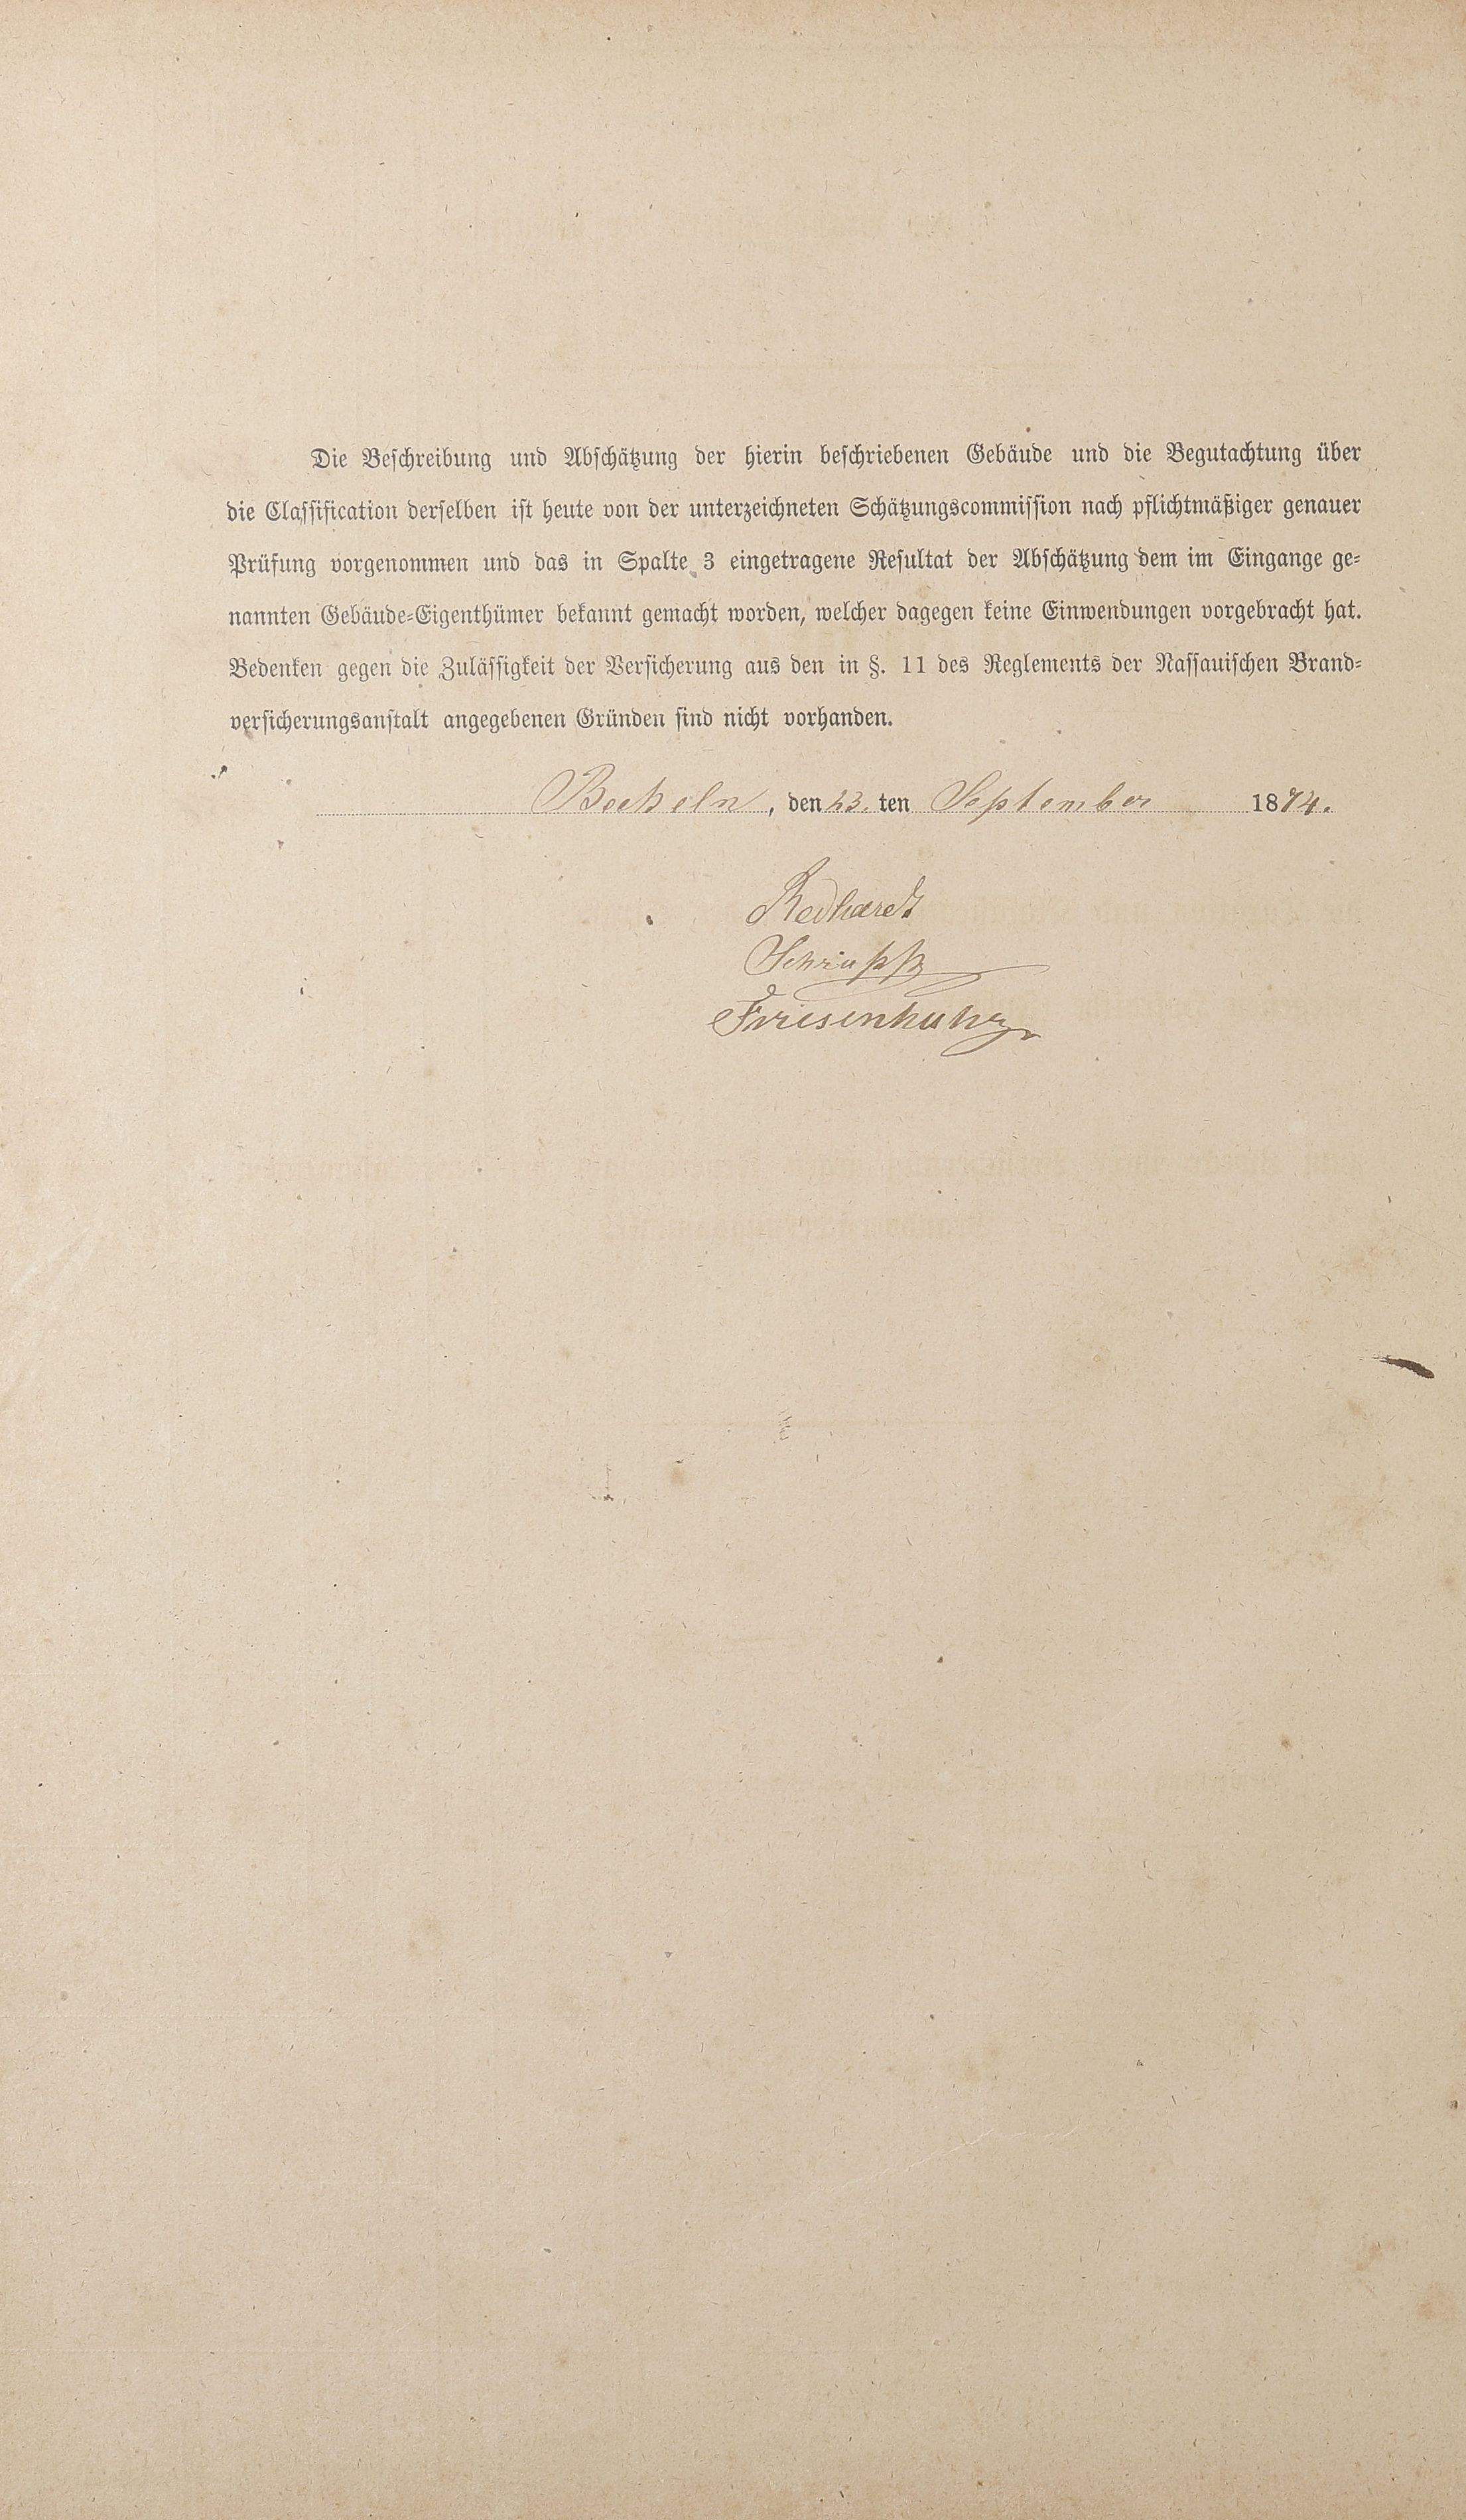 Die Beschreibung und Abschätzung der hierin beschriebenen Gebäude und die Begutachtung über
die Classification derselben ist heute von der unterzeichneten Schätzungscommission nach pflichtmäßiger genauer
Prüfung vorgenommen und das in Spalte 3 eingetragene Resultat der Abschätzung dem im Eingange ge-
nannten Gebäude-Eigenthümer bekannt gemacht worden, welcher dagegen keine Einwendungen vorgebracht hat.
Bedenken gegen die Zulässigkeit der Versicherung aus den in §. 11 des Reglements der Nassauischen Brand-
versicherungsanstalt angegebenen Gründen sind nicht vorhanden.
, den 23. ten September 1874.
Schrupp